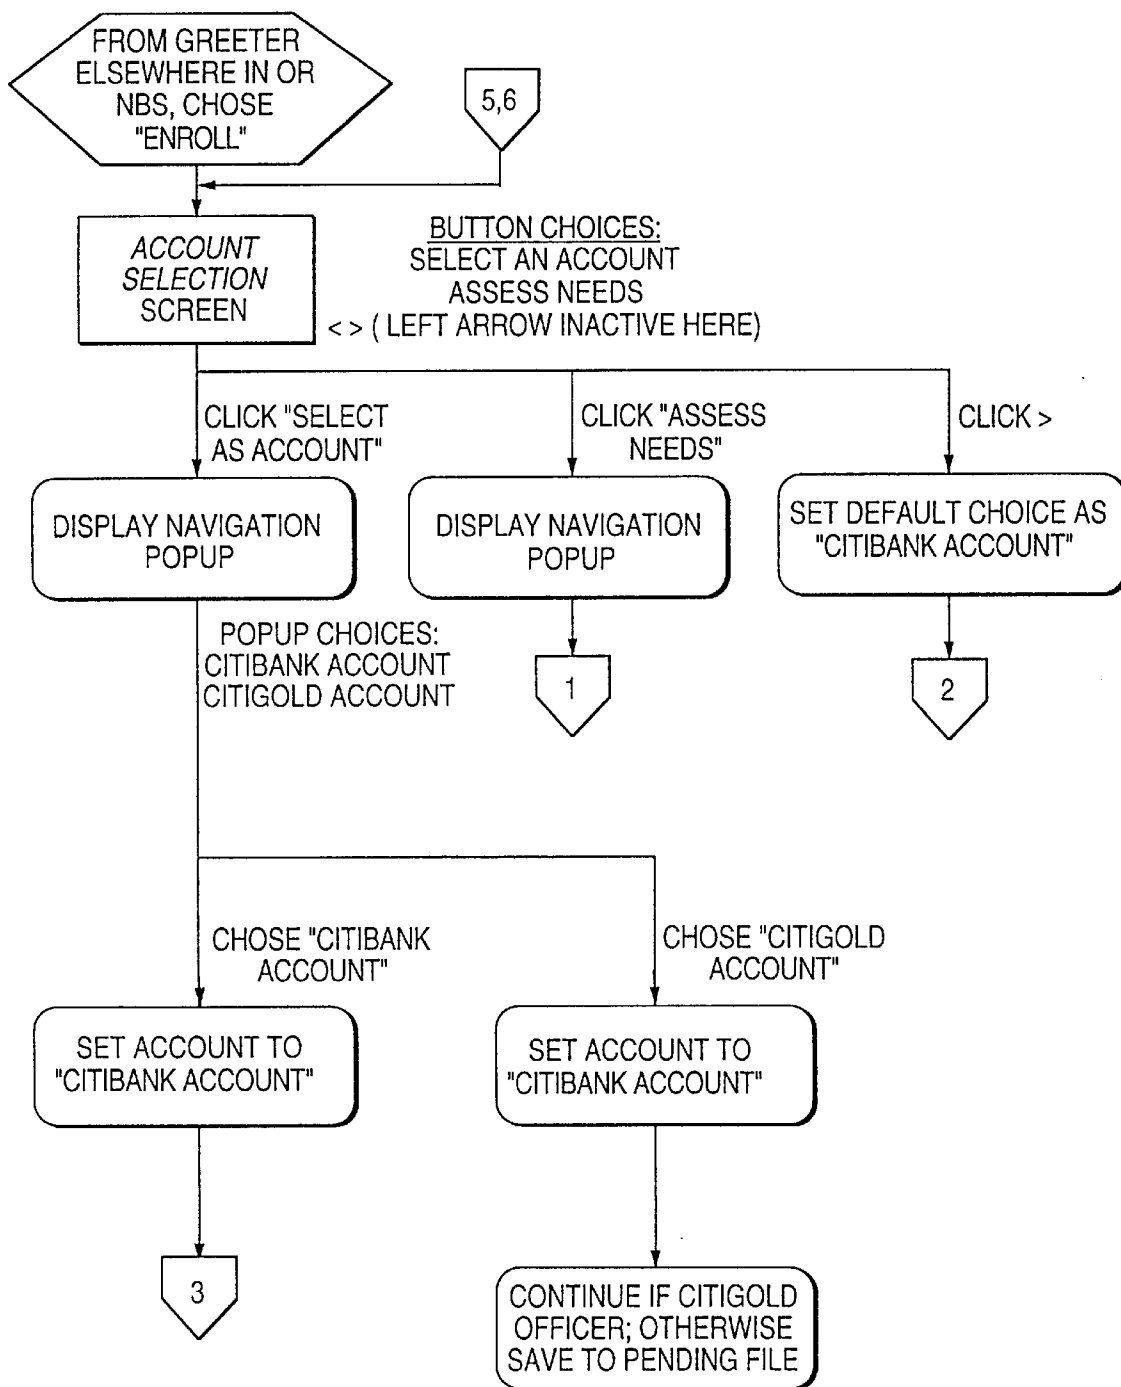 FROM GREETER
ELSEWHERE IN OR
NBS, CHOSE
"ENROLL"
5,6
ACCOUNT
SELECTION
SCREEN
BUTTON CHOICES:
SELECT AN ACCOUNT
ASSESS NEEDS
< > ( LEFT ARROW INACTIVE HERE)
CLICK "SELECT
AS ACCOUNT"
CLICK "ASSESS
NEEDS"
CLICK >
DISPLAY NAVIGATION
POPUP
DISPLAY NAVIGATION
POPUP
SET DEFAULT CHOICE AS
"CITIBANK ACCOUNT"
POPUP CHOICES:
CITIBANK ACCOUNT
CITIGOLD ACCOUNT
1
2
CHOSE "CITIBANK
ACCOUNT"
CHOSE "CITIGOLD
ACCOUNT"
SET ACCOUNT TO
"CITIBANK ACCOUNT"
SET ACCOUNT TO
"CITIBANK ACCOUNT"
3
CONTINUE IF CITIGOLD
OFFICER; OTHERWISE
SAVE TO PENDING FILE